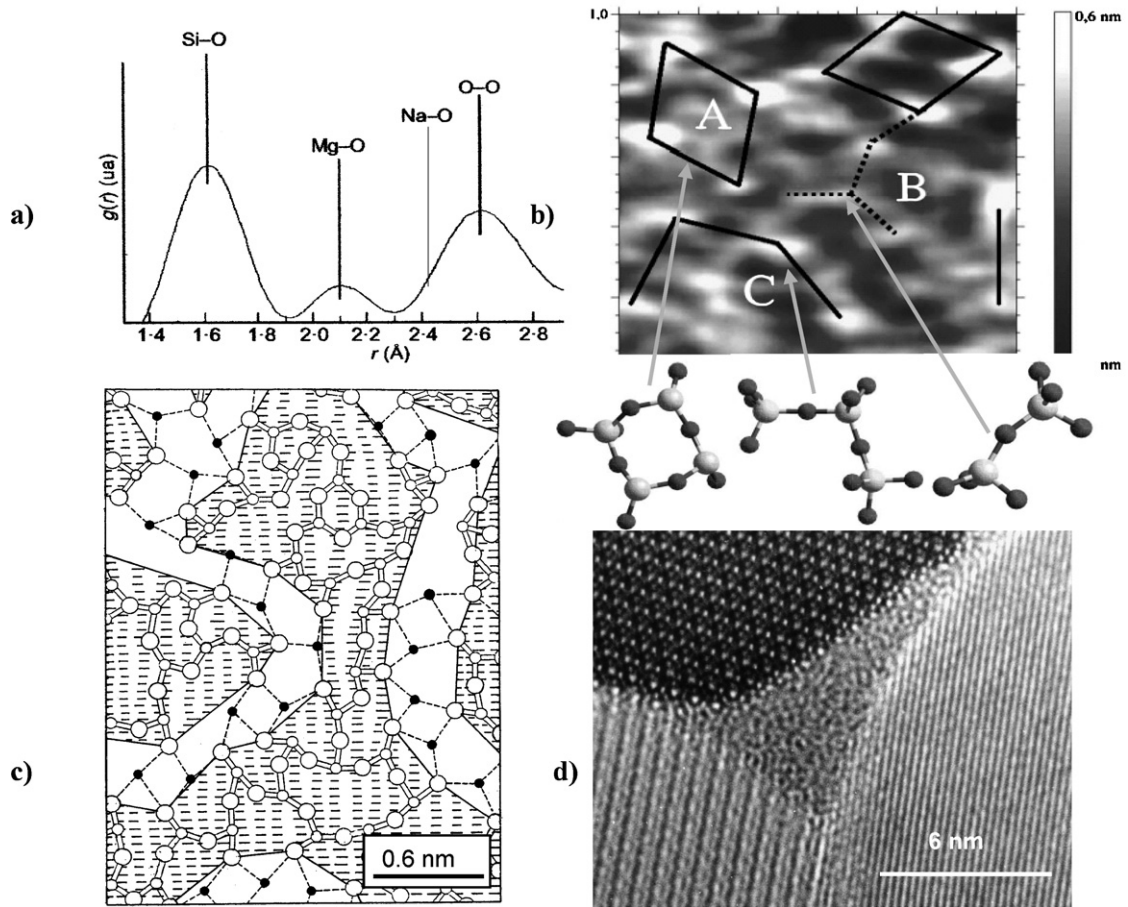 a)
Si–O
Mg–O
Na–O
O–O
g(r) (ua)
1·4
1·6
1·8
2·0
2·2
2·4
2·6
2·8
r (Å)
b)
1.0
0,6 nm
A
B
C
nm
c)
0.6 nm
d)
6 nm